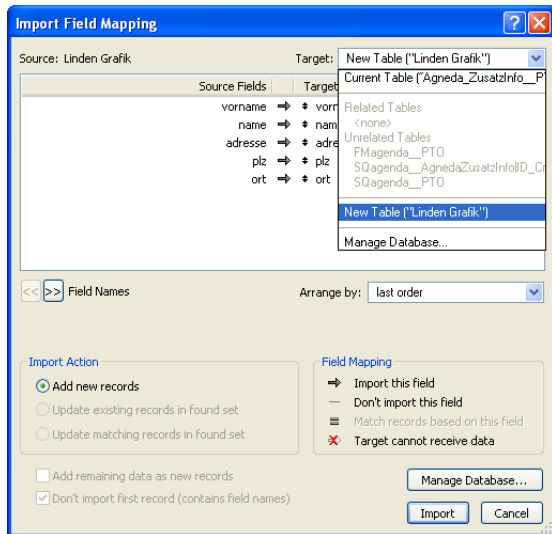 Import Field Mapping
Source: Linden Grafik
Target: New Table ("Linden Grafik")
Current Table ("Agneda_ZusatzInfo__P
Source Fields Target
Related Tables
<none>
Unrelated Tables
FMagenda__PTO
SQagenda__AgnedaZusatzInfo|ID_Cr
SQagenda__PTO
New Table ("Linden Grafik")
Manage Database...
vorname vorr
name nam
adresse adre
plz plz
ort ort
<< >> Field Names
Arrange by: last order
Import Action
Add new records
Update existing records in found set
Update matching records in found set
Field Mapping
Import this field
Don't import this field
Match records based on this field
Target cannot receive data
Add remaining data as new records
Don't import first record (contains field names)
Manage Database...
Import Cancel